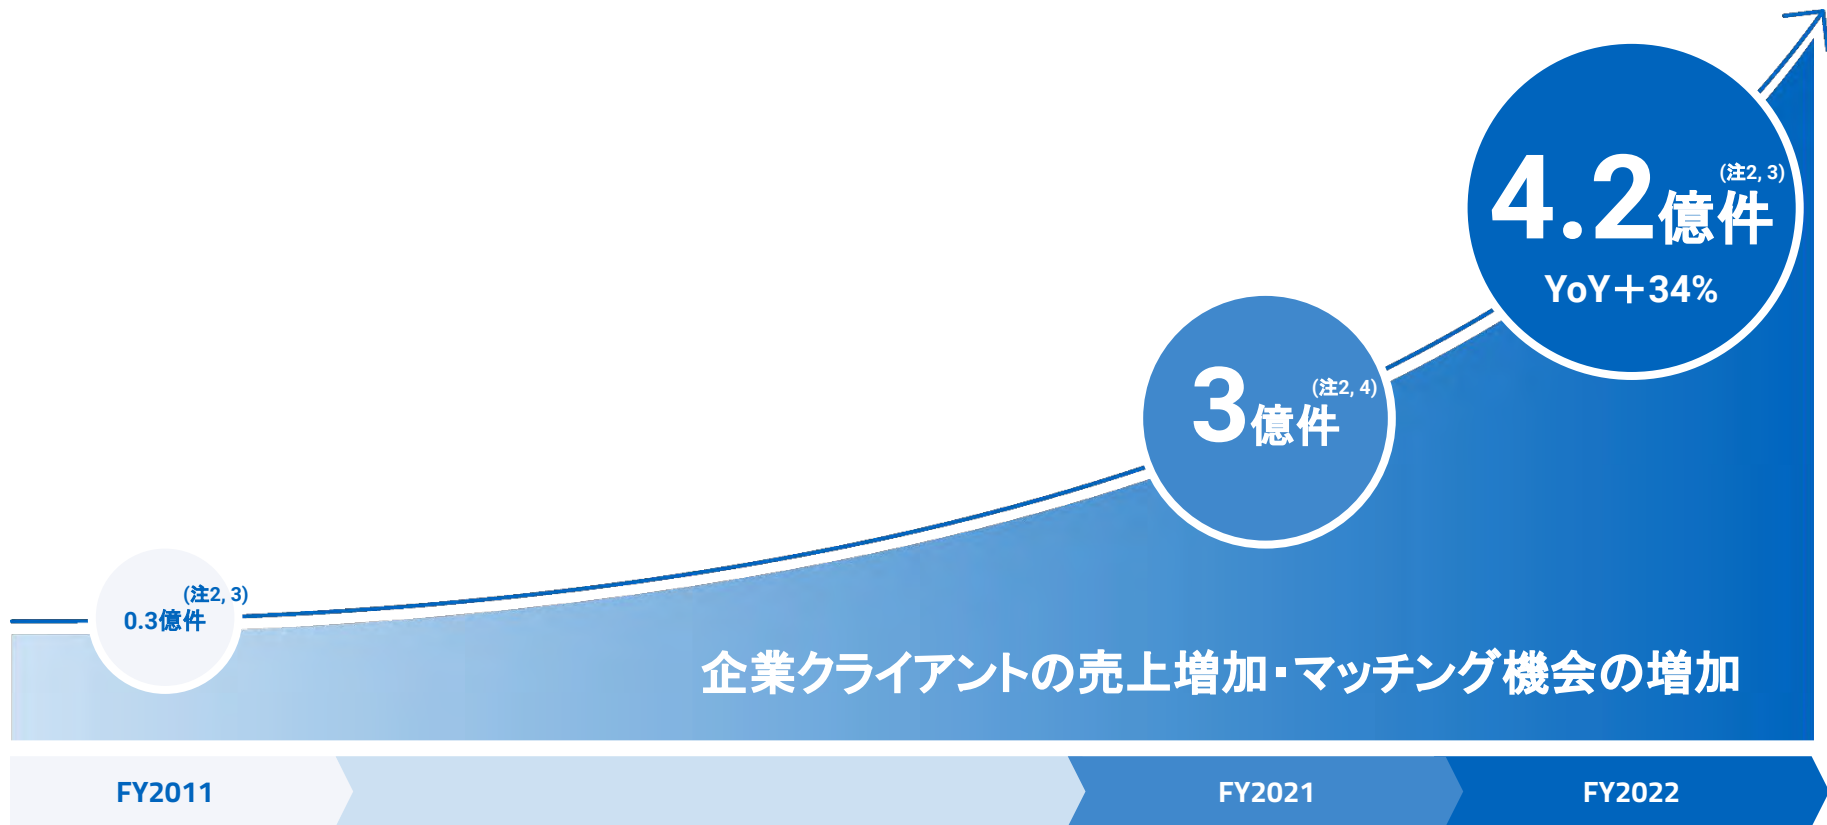 4.2億件
(注2, 3)
YoY＋34%
3億件
(注2, 4)
0.3億件
(注2, 3)
企業クライアントの売上増加・マッチング機会の増加
FY2011
FY2021
FY2022